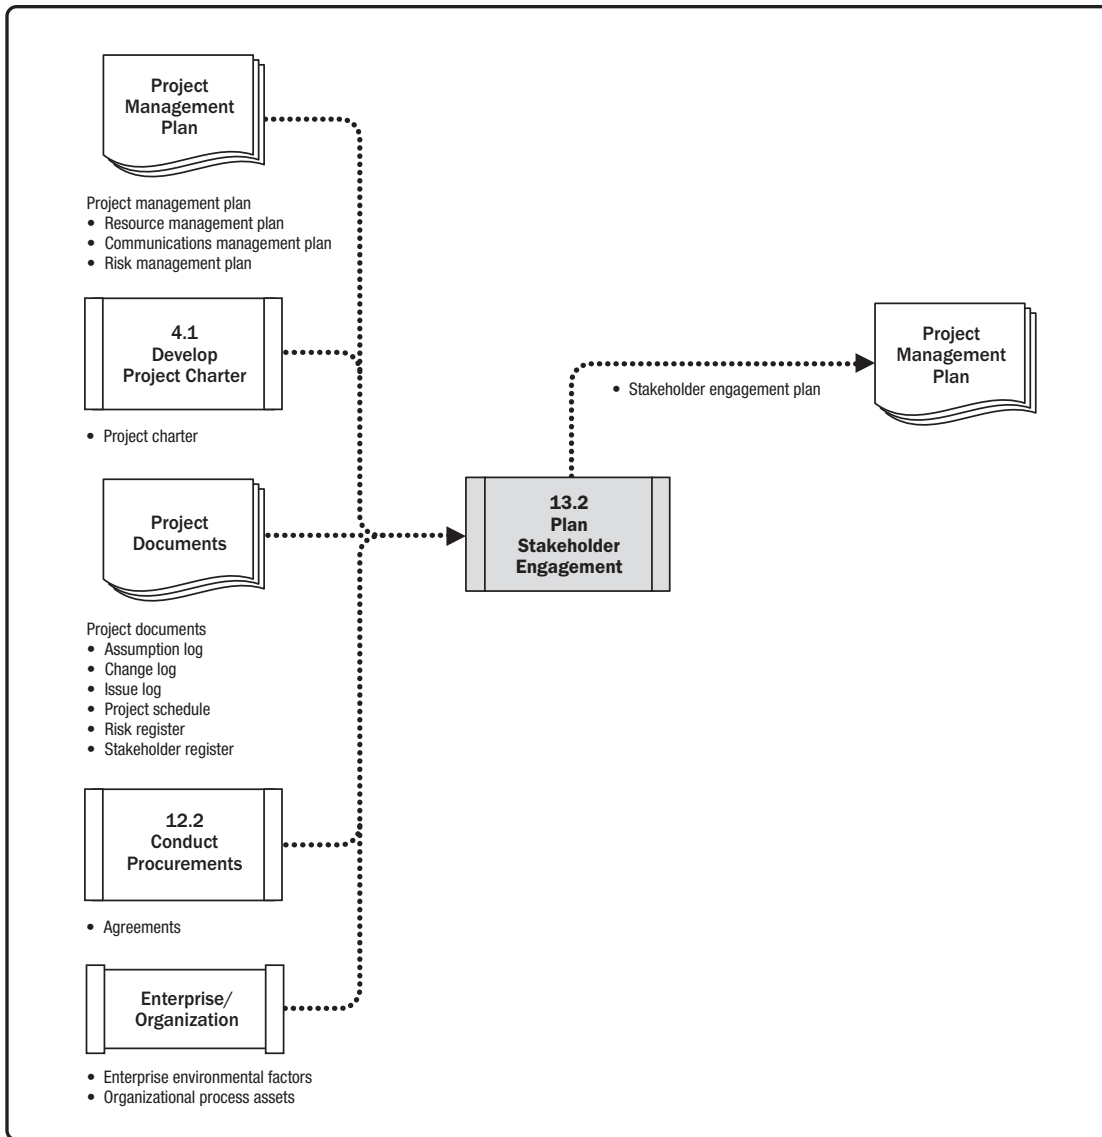 Project
Management
Plan
Project management plan
• Resource management plan
• Communications management plan
• Risk management plan
4.1
Develop
Project Charter
• Project charter
Project
Documents
Project documents
• Assumption log
• Change log
• Issue log
• Project schedule
• Risk register
• Stakeholder register
12.2
Conduct
Procurements
• Agreements
Enterprise/
Organization
• Enterprise environmental factors
• Organizational process assets
13.2
Plan
Stakeholder
Engagement
• Stakeholder engagement plan
Project
Management
Plan